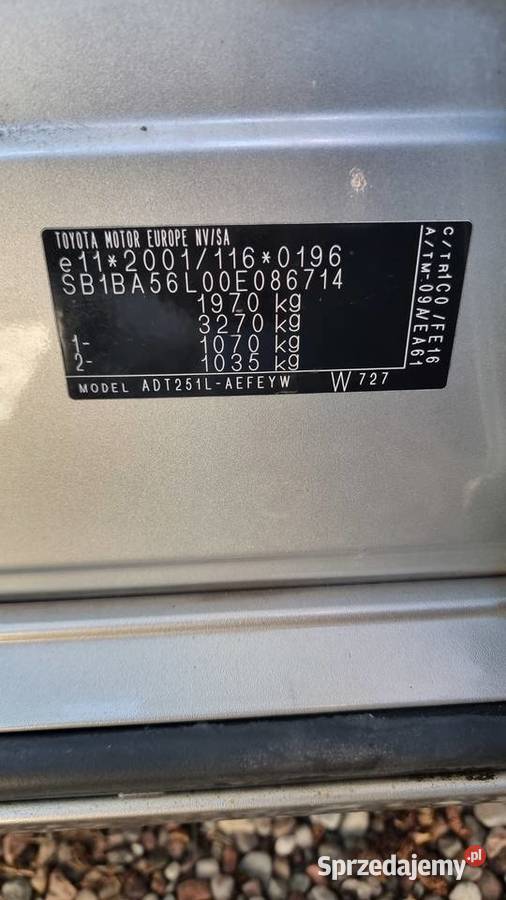 TOYOTA MOTOR EUROPE NV/SA
e11*2001/116*0196
SB1BA56L00E086714
1970 kg
3270 kg
1- 1070 kg
2- 1035 kg
MODEL ADT251L-AEFEYW W727
C/TR1C0 /FE16
A/TM-09A/EA61
Sprzedajemy.pl